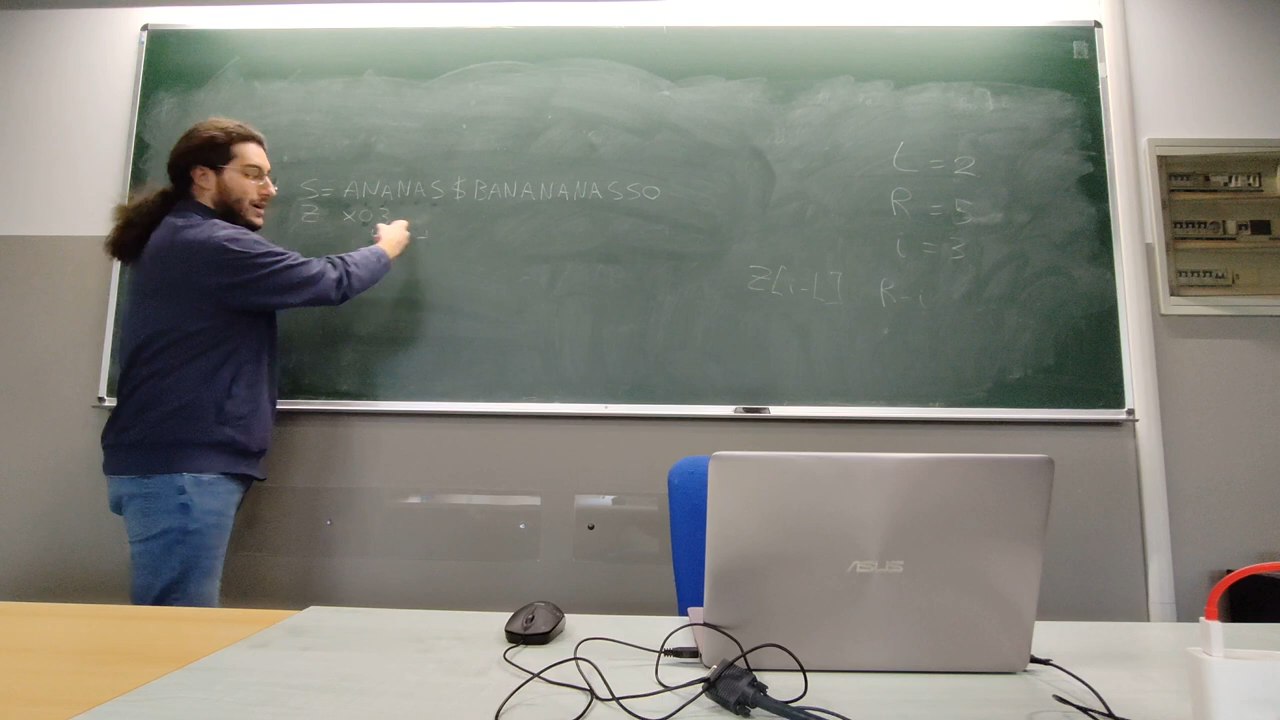 S= ANANAS$BANANANASSO
Z X03
L = 2
R = 5
i = 3
Z[i-L] R-i
ASUS